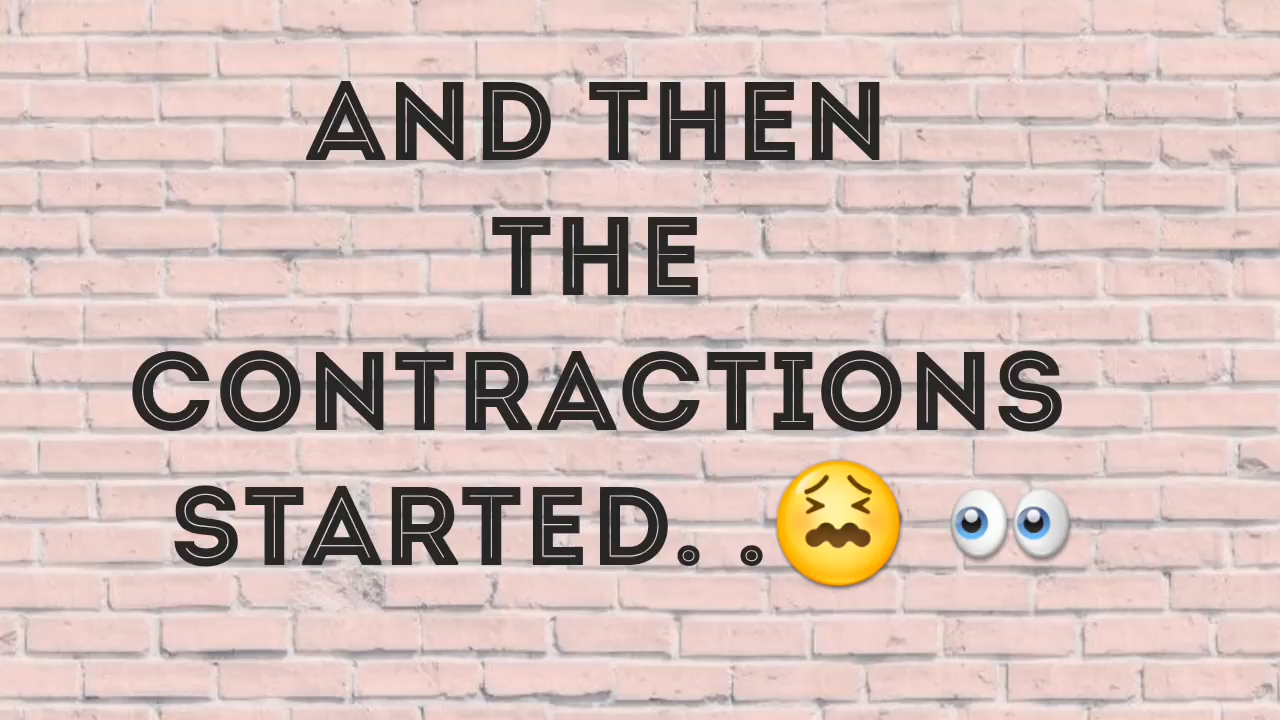 AND THEN
THE
CONTRACTIONS
STARTED. .😖 👀